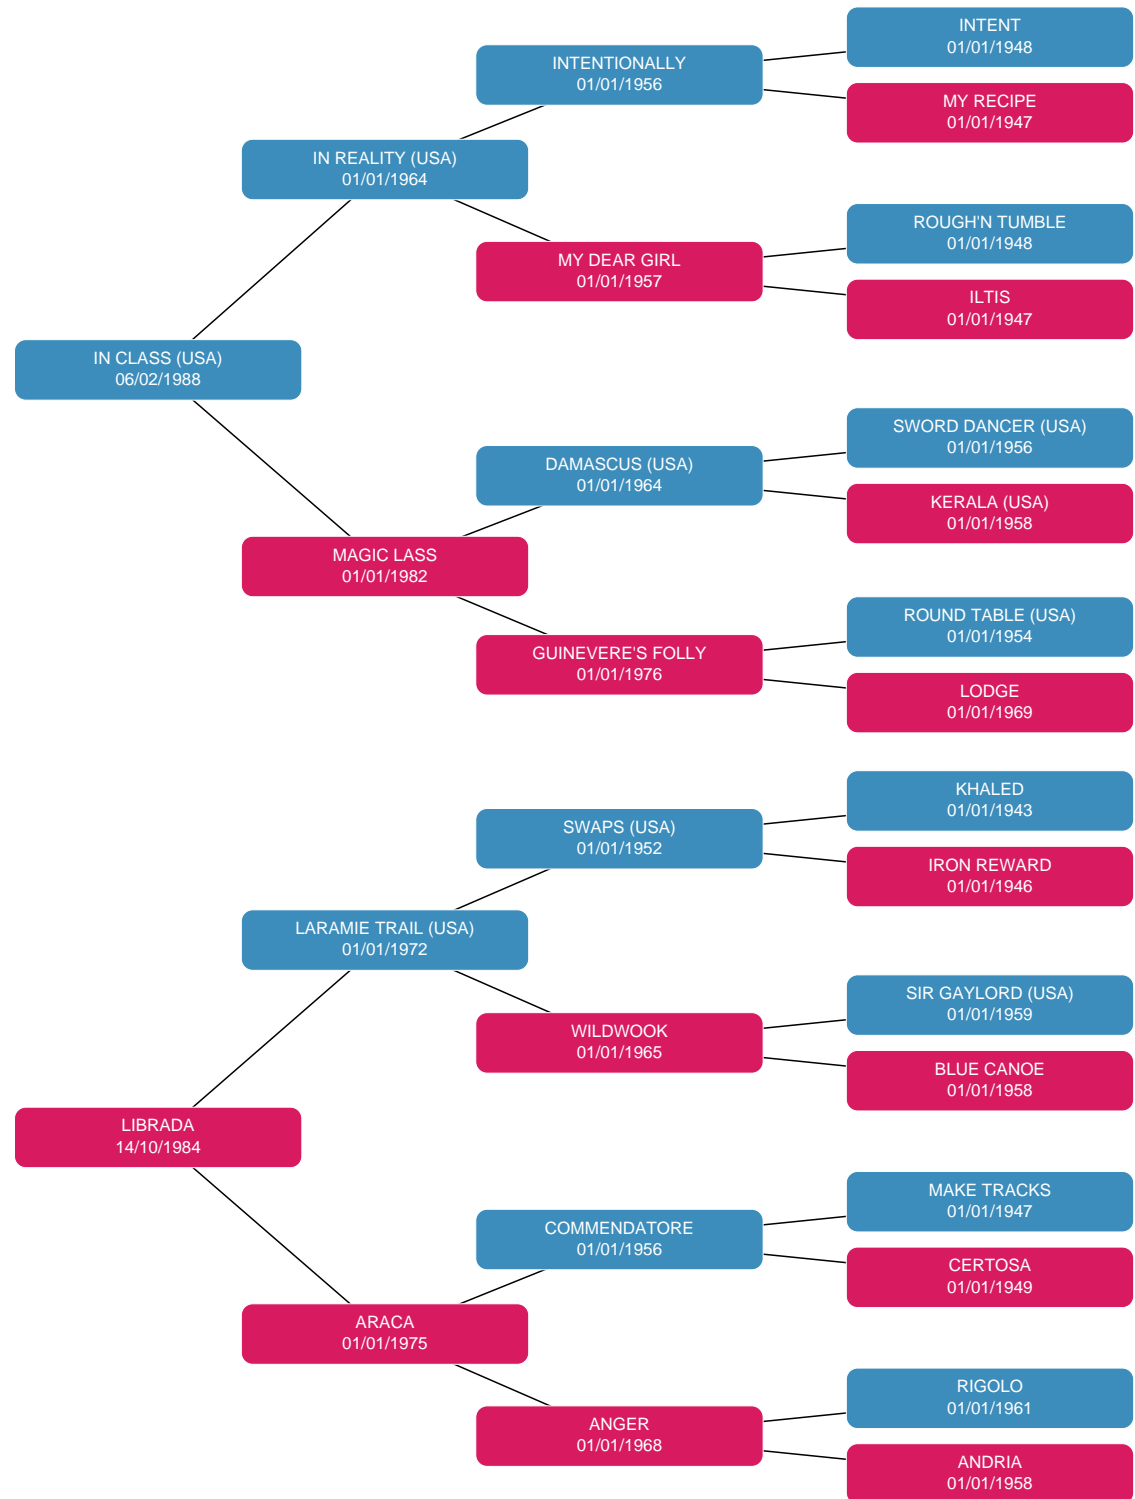 INTENT
01/01/1948
INTENTIONALLY
01/01/1956
MY RECIPE
01/01/1947
IN REALITY (USA)
01/01/1964
ROUGH'N TUMBLE
01/01/1948
MY DEAR GIRL
01/01/1957
ILTIS
01/01/1947
IN CLASS (USA)
06/02/1988
SWORD DANCER (USA)
01/01/1956
DAMASCUS (USA)
01/01/1964
KERALA (USA)
01/01/1958
MAGIC LASS
01/01/1982
ROUND TABLE (USA)
01/01/1954
GUINEVERE'S FOLLY
01/01/1976
LODGE
01/01/1969
KHALED
01/01/1943
SWAPS (USA)
01/01/1952
IRON REWARD
01/01/1946
LARAMIE TRAIL (USA)
01/01/1972
SIR GAYLORD (USA)
01/01/1959
WILDWOOK
01/01/1965
BLUE CANOE
01/01/1958
LIBRADA
14/10/1984
MAKE TRACKS
01/01/1947
COMMENDATORE
01/01/1956
CERTOSA
01/01/1949
ARACA
01/01/1975
RIGOLO
01/01/1961
ANGER
01/01/1968
ANDRIA
01/01/1958